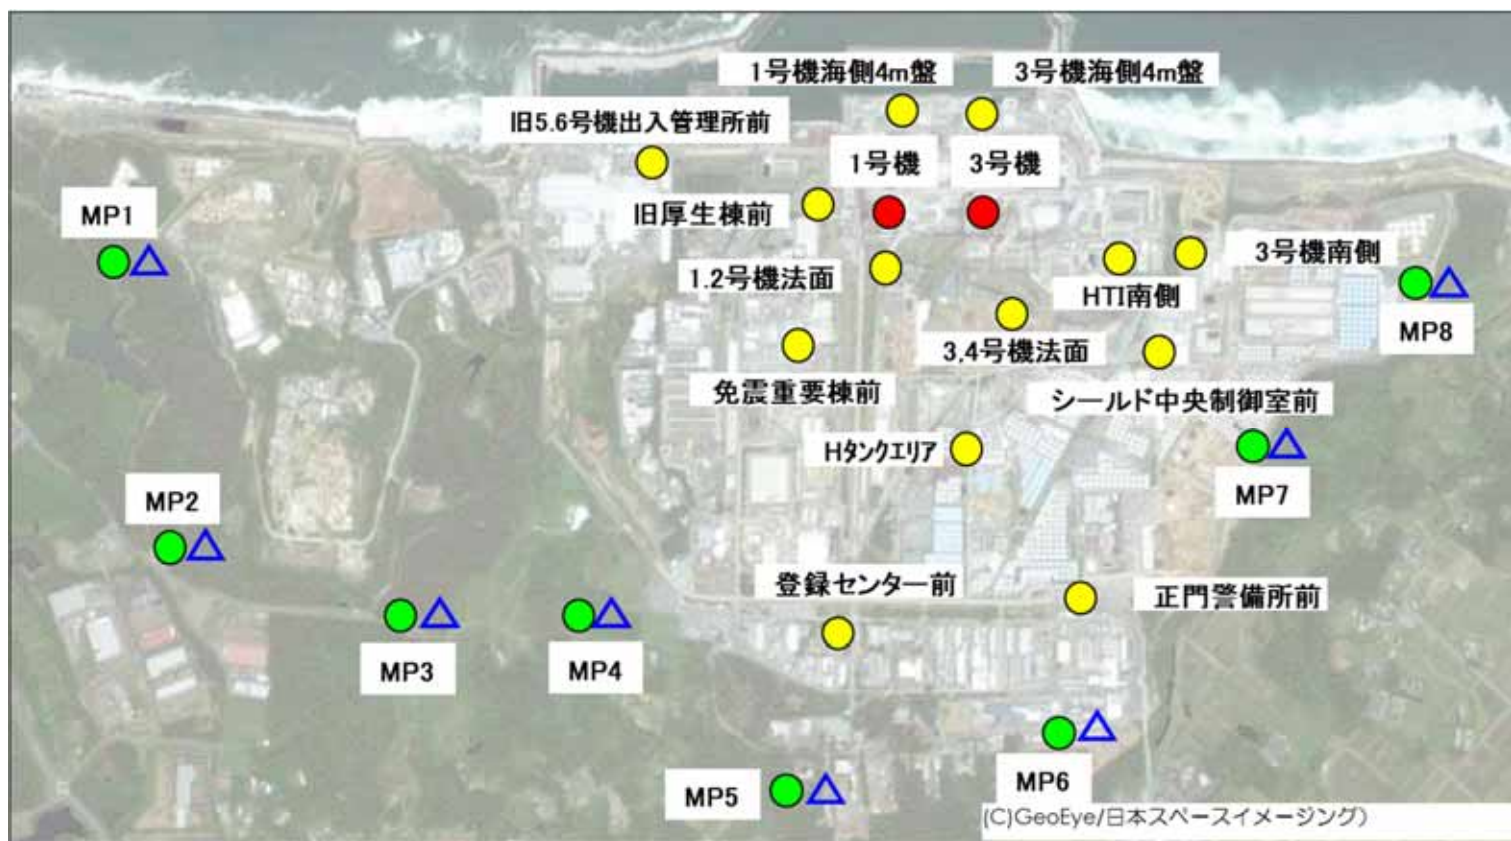 1号機海側4m盤
3号機海側4m盤
旧5.6号機出入管理所前
1号機
3号機
MP1
旧厚生棟前
3号機南側
1.2号機法面
HTI南側
MP8
3.4号機法面
免震重要棟前
シールド中央制御室前
Hタンクエリア
MP7
MP2
登録センター前
正門警備所前
MP3
MP4
MP6
MP5
(C)GeoEye/日本スペースイメージング)